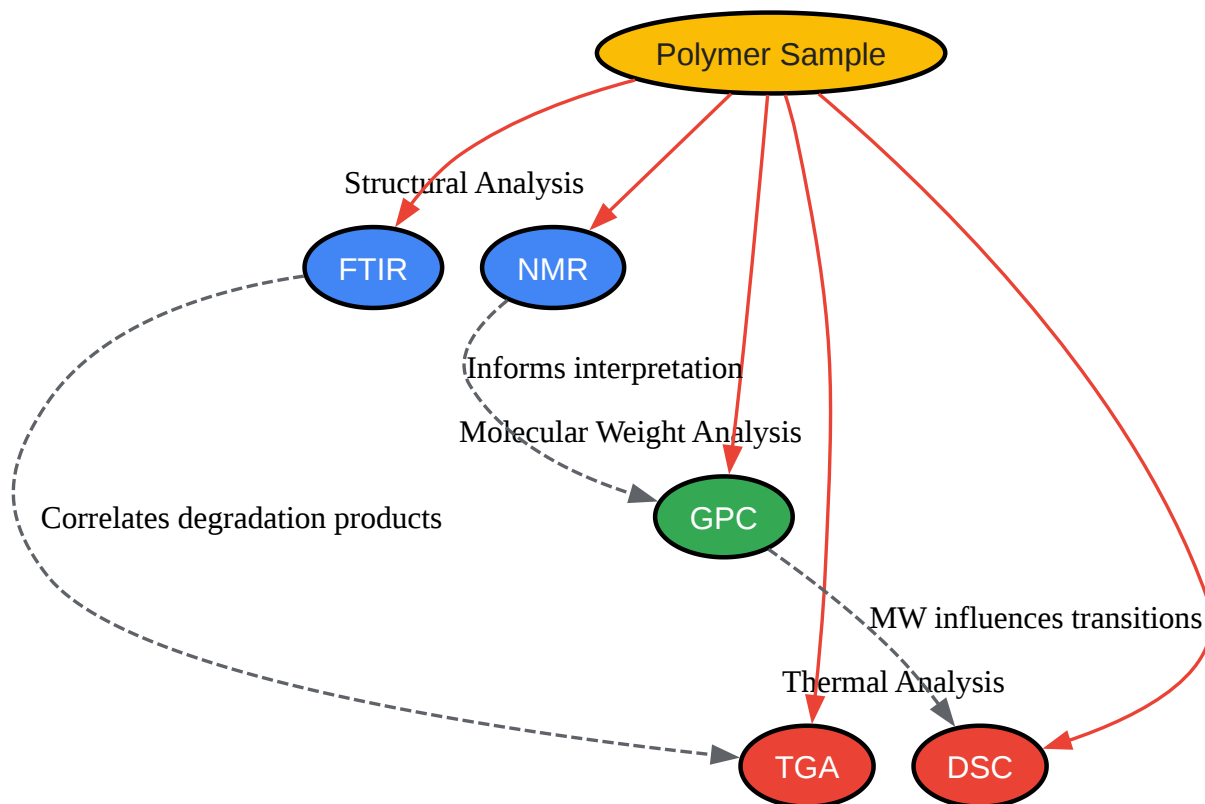 Polymer Sample
Structural Analysis
FTIR
NMR
Informs interpretation
Molecular Weight Analysis
GPC
Correlates degradation products
MW influences transitions
Thermal Analysis
TGA
DSC